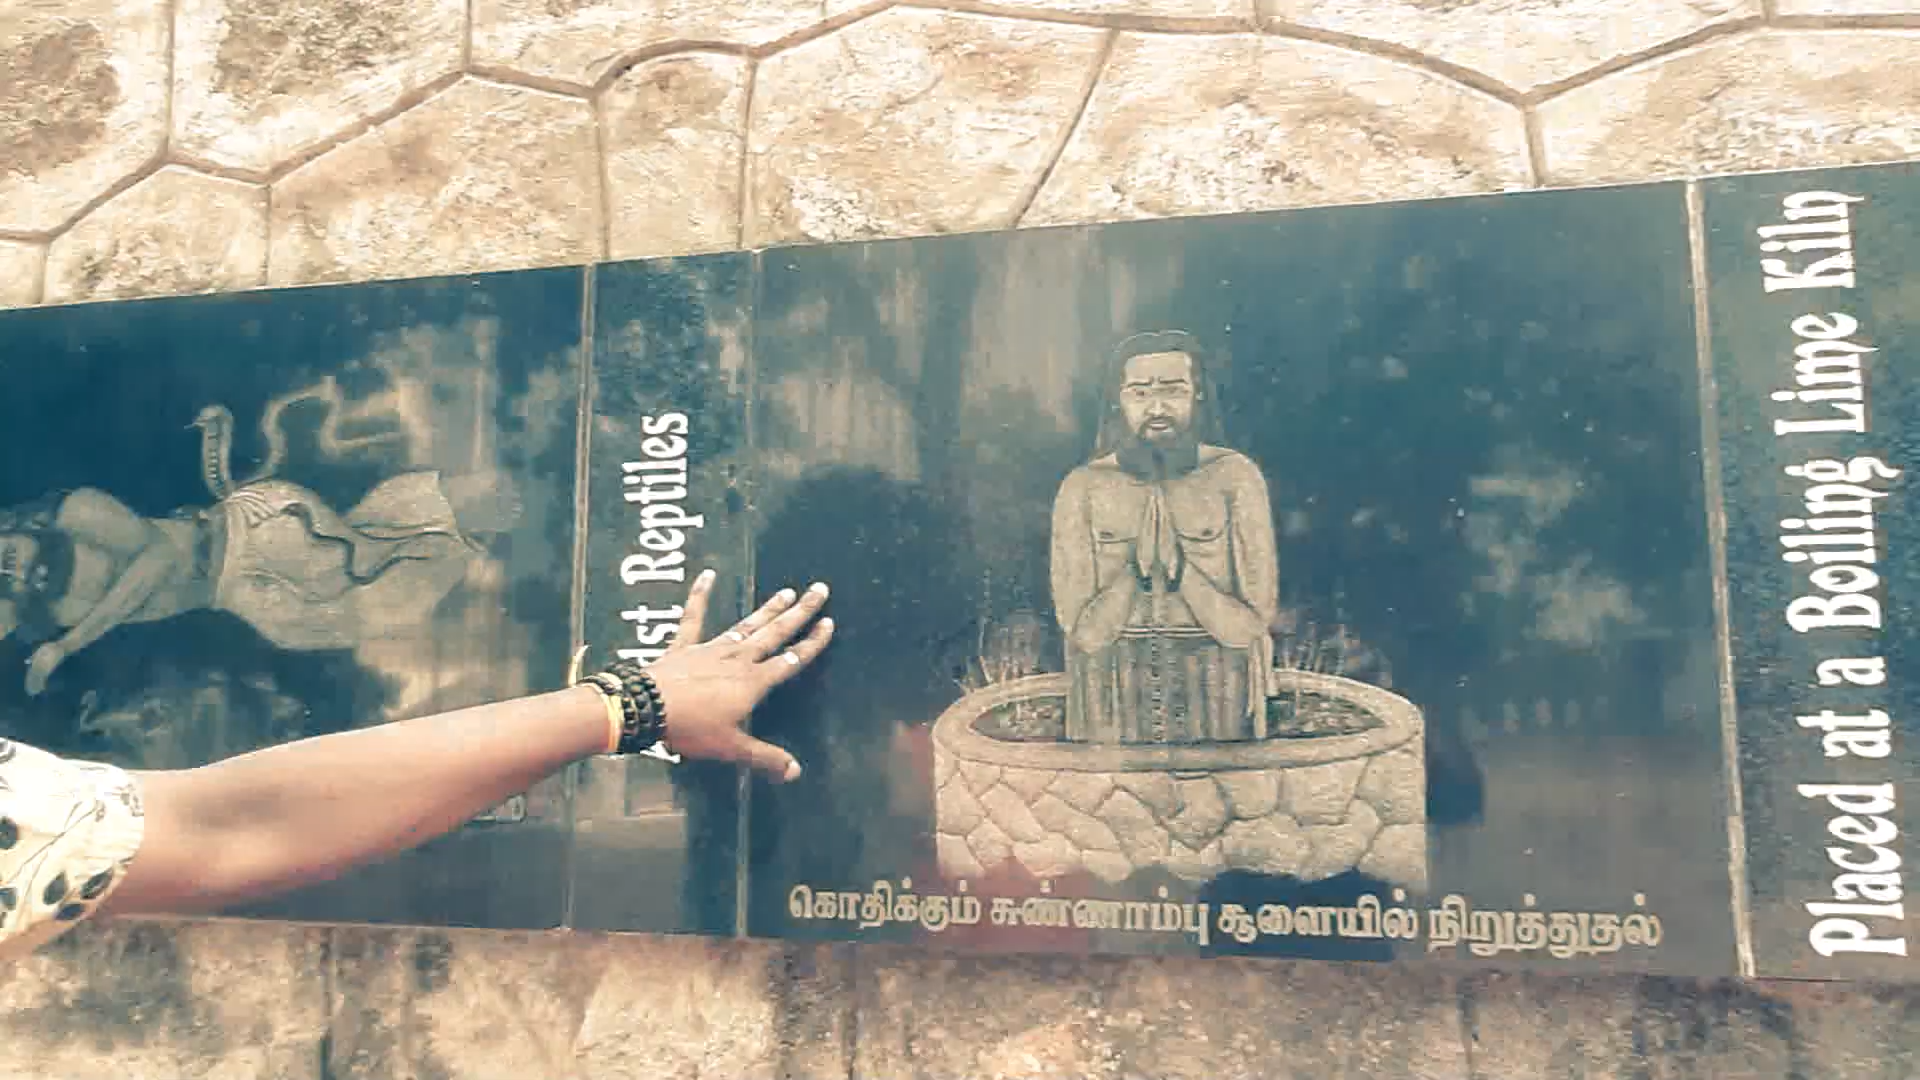 Reptiles
கொதிக்கும் சுண்ணாம்பு சூளையில் நிறுத்துதல்
Placed at a Boiling Lime Kiln